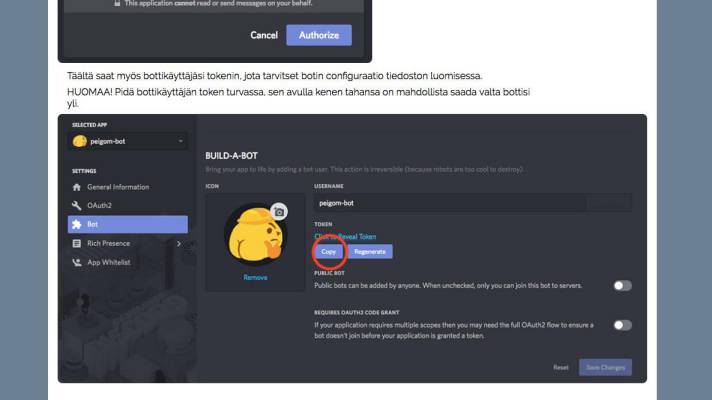 This application cannot read or send messages on your behalf.
Cancel
Authorize
Täältä saat myös bottikäyttäjäsi tokenin, jota tarvitset botin configuraatio tiedoston luomisessa.
HUOMAA! Pidä bottikäyttäjän token turvassa, sen avulla kenen tahansa on mahdollista saada valta bottisi
yli.
SELECTED APP
peigom-bot
SETTINGS
General Information
OAuth2
Bot
Rich Presence
App Whitelist
BUILD-A-BOT
Bring your app to life by adding a bot user. This action is irreversible (because robots are too cool to destroy).
ICON
Remove
USERNAME
peigom-bot
TOKEN
Click to Reveal Token
Copy
Regenerate
PUBLIC BOT
Public bots can be added by anyone. When unchecked, only you can join this bot to servers.
REQUIRES OAUTH2 CODE GRANT
If your application requires multiple scopes then you may need the full OAuth2 flow to ensure a
bot doesn't join before your application is granted a token.
Reset
Save Changes